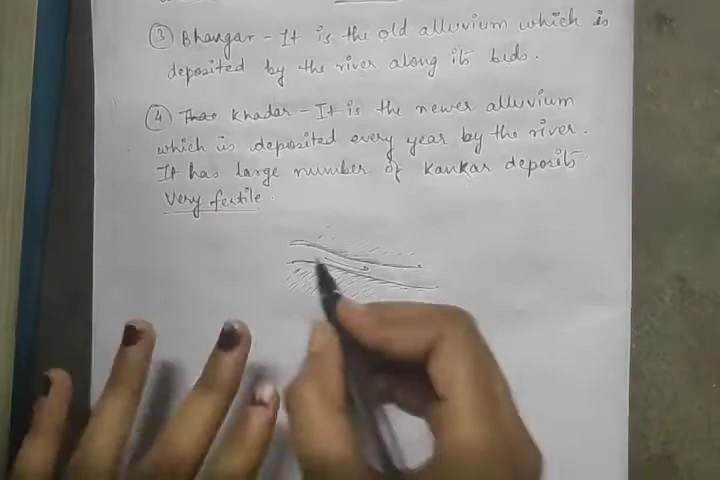 ③ Bhangar - It is the old alluvium which is
deposited by the river along its beds.
④ Khadar - It is the newer alluvium
which is deposited every year by the river.
It has large number of Kankar deposits
Very fertile